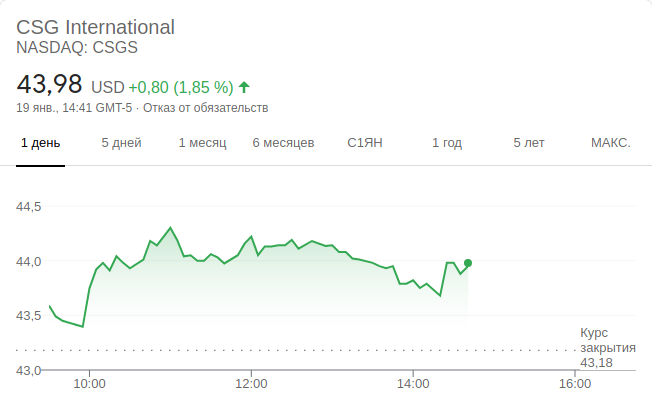 CSG International
NASDAQ: CSGS
43,98 USD +0,80 (1,85 %)
19 янв., 14:41 GMT-5 · Отказ от обязательств
1 день 5 дней 1 месяц 6 месяцев С1ЯН 1 год 5 лет МАКС.
44,5
44,0
43,5
Курс
закрытия
43,18
43,0
10:00 12:00 14:00 16:00